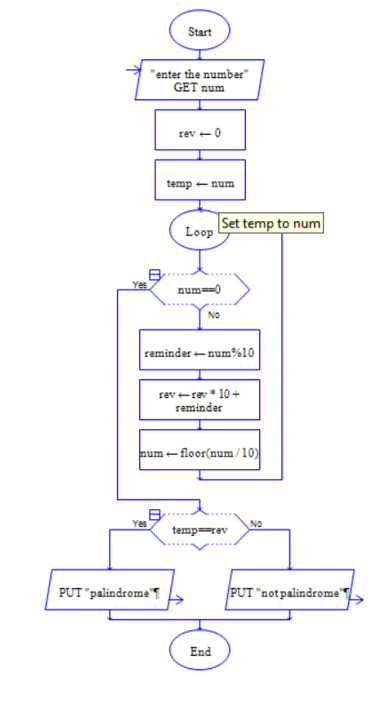 Start
"enter the number"
GET num
rev ← 0
temp ← num
Loop
Set temp to num
num==0
Yes
No
reminder ← num%10
rev ← rev * 10 +
reminder
num ← floor(num / 10)
temp==rev
Yes
No
PUT "palindrome"¶
PUT "not palindrome"¶
End